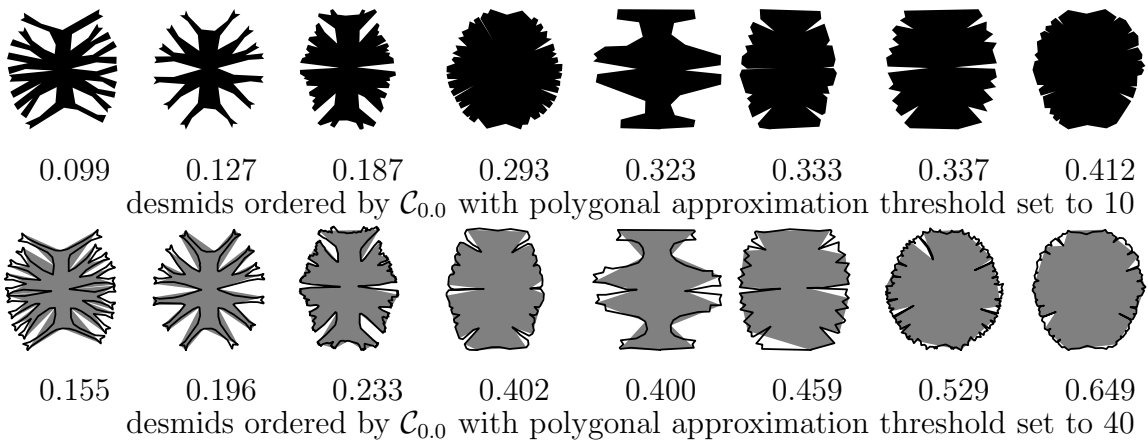 0.099 0.127 0.187 0.293 0.323 0.333 0.337 0.412
desmids ordered by 𝒞₀.₀ with polygonal approximation threshold set to 10
0.155 0.196 0.233 0.402 0.400 0.459 0.529 0.649
desmids ordered by 𝒞₀.₀ with polygonal approximation threshold set to 40